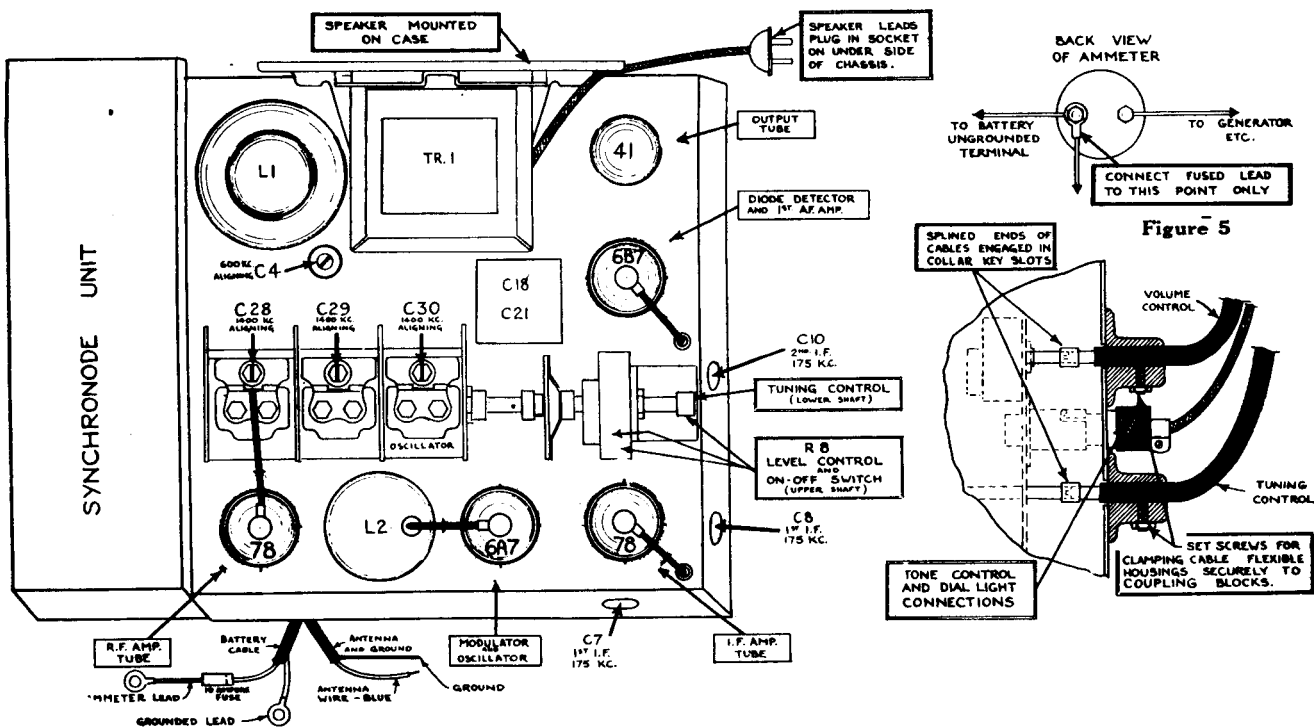 SPEAKER MOUNTED
ON CASE
SPEAKER LEADS
PLUG IN SOCKET
ON UNDER SIDE
OF CHASSIS.
BACK VIEW
OF AMMETER
TO BATTERY
UNGROUNDED
TERMINAL
TO GENERATOR
ETC.
CONNECT FUSED LEAD
TO THIS POINT ONLY
Figure 5
SYNCHRONODE UNIT
L1
TR.1
41
OUTPUT
TUBE
DIODE DETECTOR
AND 1ST AF. AMP.
6B7
600 KC
ALIGNING C4
C18
C21
C28
1400 KC.
ALIGNING
C29
1400 KC.
ALIGNING
C30
1400 KC.
ALIGNING
OSCILLATOR
C10
2ND I.F.
175 KC.
TUNING CONTROL
(LOWER SHAFT)
R8
LEVEL CONTROL
AND
ON-OFF SWITCH
(UPPER SHAFT)
78
L2
6A7
78
C8
1ST I.F.
175 KC.
C7
1ST I.F.
175 KC.
R.F. AMP.
TUBE
MODULATOR
AND
OSCILLATOR
I.F. AMP.
TUBE
BATTERY
CABLE
ANTENNA
AND GROUND
GROUND
ANTENNA
WIRE - BLUE
MMETER LEAD
10 AMPERE
FUSE
GROUNDED LEAD
SPLINED ENDS OF
CABLES ENGAGED IN
COLLAR KEY SLOTS
VOLUME
CONTROL
TUNING
CONTROL
SET SCREWS FOR
CLAMPING CABLE FLEXIBLE
HOUSINGS SECURELY TO
COUPLING BLOCKS.
TONE CONTROL
AND DIAL LIGHT
CONNECTIONS